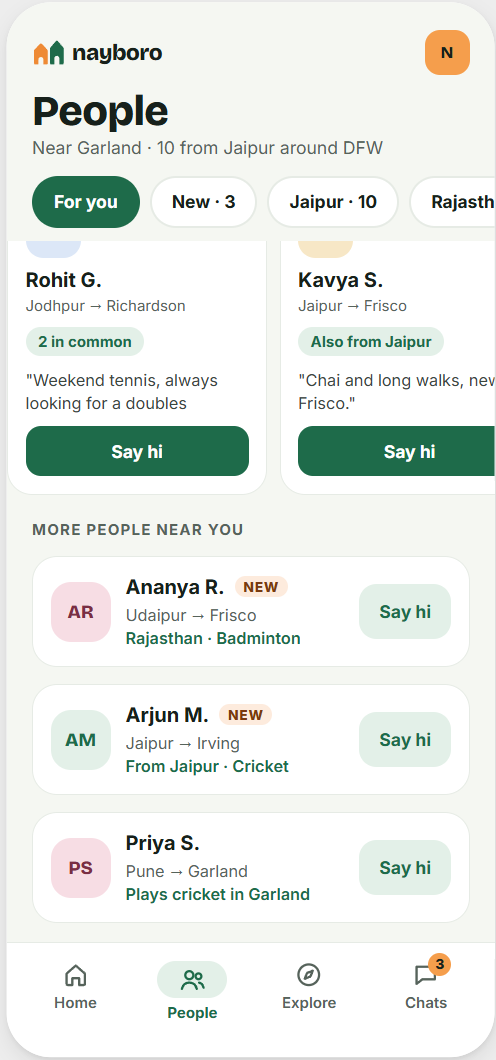 nayboro
N
People
Near Garland · 10 from Jaipur around DFW
For you
New · 3
Jaipur · 10
Rajasth
Rohit G.
Jodhpur → Richardson
2 in common
"Weekend tennis, always
looking for a doubles
Say hi
Kavya S.
Jaipur → Frisco
Also from Jaipur
"Chai and long walks, new
Frisco."
Say hi
MORE PEOPLE NEAR YOU
AR
Ananya R. NEW
Udaipur → Frisco
Rajasthan · Badminton
Say hi
AM
Arjun M. NEW
Jaipur → Irving
From Jaipur · Cricket
Say hi
PS
Priya S.
Pune → Garland
Plays cricket in Garland
Say hi
Home
People
Explore
3
Chats